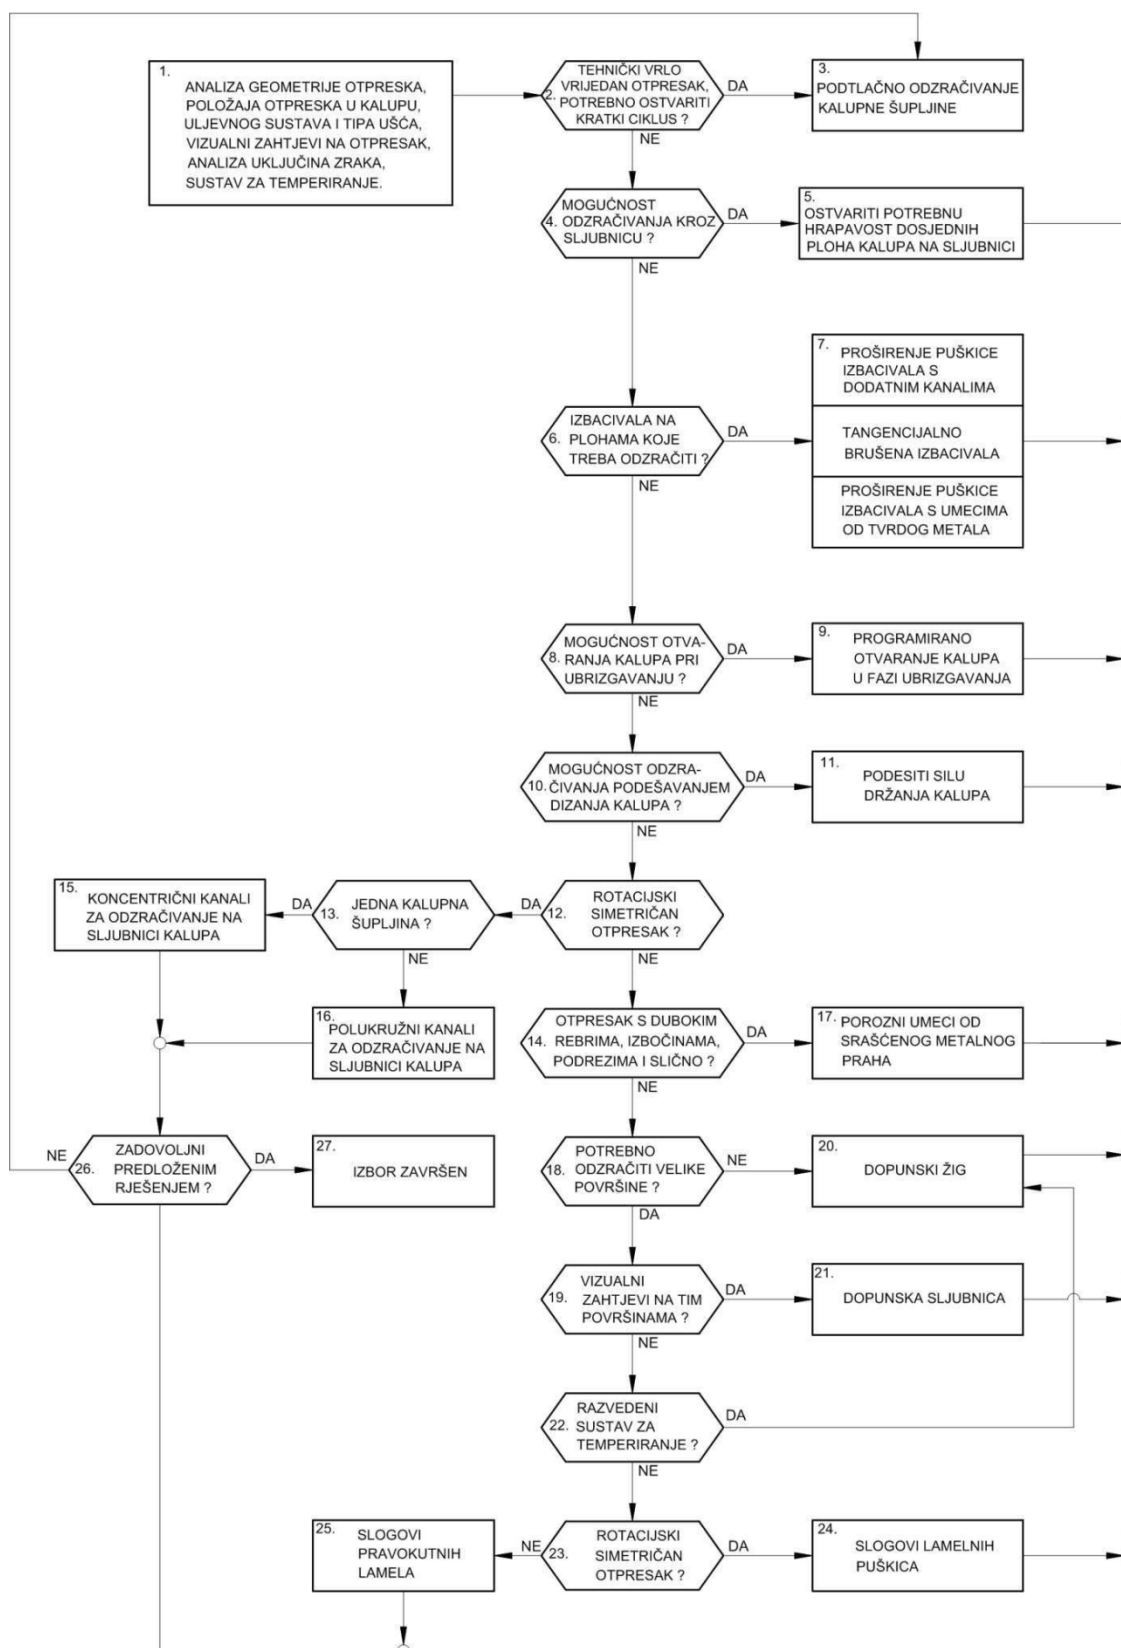 1.
ANALIZA GEOMETRIJE OTPRESKA,
POLOŽAJA OTPRESKA U KALUPU,
ULJEVNOG SUSTAVA I TIPA UŠĆA,
VIZUALNI ZAHTJEVI NA OTPRESAK,
ANALIZA UKLJUČINA ZRAKA,
SUSTAV ZA TEMPERIRANJE.
TEHNIČKI VRLO
VRIJEDAN OTPRESAK,
2. POTREBNO OSTVARITI
KRATKI CIKLUS ?
DA
NE
3.
PODTLAČNO ODZRAČIVANJE
KALUPNE ŠUPLJINE
MOGUĆNOST
4. ODZRAČIVANJA KROZ
SLJUBNICU ?
DA
NE
5.
OSTVARITI POTREBNU
HRAPAVOST DOSJEDNIH
PLOHA KALUPA NA SLJUBNICI
IZBACIVALA NA
6. PLOHAMA KOJE
TREBA ODZRAČITI ?
DA
NE
7. PROŠIRENJE PUŠKICE
IZBACIVALA S
DODATNIM KANALIMA
TANGENCIJALNO
BRUŠENA IZBACIVALA
PROŠIRENJE PUŠKICE
IZBACIVALA S UMECIMA
OD TVRDOG METALA
MOGUĆNOST OTVA-
8. RANJA KALUPA PRI
UBRIZGAVANJU ?
DA
NE
9. PROGRAMIRANO
OTVARANJE KALUPA
U FAZI UBRIZGAVANJA
MOGUĆNOST ODZRA-
10. ČIVANJA PODEŠAVANJEM
DIZANJA KALUPA ?
DA
NE
11.
PODESITI SILU
DRŽANJA KALUPA
ROTACIJSKI
12. SIMETRIČAN
OTPRESAK ?
DA
NE
JEDNA KALUPNA
13. ŠUPLJINA ?
DA
NE
15. KONCENTRIČNI KANALI
ZA ODZRAČIVANJE NA
SLJUBNICI KALUPA
16.
POLUKRUŽNI KANALI
ZA ODZRAČIVANJE NA
SLJUBNICI KALUPA
OTPRESAK S DUBOKIM
14. REBRIMA, IZBOČINAMA,
PODREZIMA I SLIČNO ?
DA
NE
17. POROZNI UMECI OD
SRAŠĆENOG METALNOG
PRAHA
POTREBNO
18. ODZRAČITI VELIKE
POVRŠINE ?
NE
DA
20.
DOPUNSKI ŽIG
ZADOVOLJNI
26. PREDLOŽENIM
RJEŠENJEM ?
NE
DA
27.
IZBOR ZAVRŠEN
VIZUALNI
19. ZAHTJEVI NA TIM
POVRŠINAMA ?
DA
NE
21.
DOPUNSKA SLJUBNICA
RAZVEDENI
22. SUSTAV ZA
TEMPERIRANJE ?
DA
NE
ROTACIJSKI
23. SIMETRIČAN
OTPRESAK ?
NE
DA
25. SLOGOVI
PRAVOKUTNIH
LAMELA
24.
SLOGOVI LAMELNIH
PUŠKICA